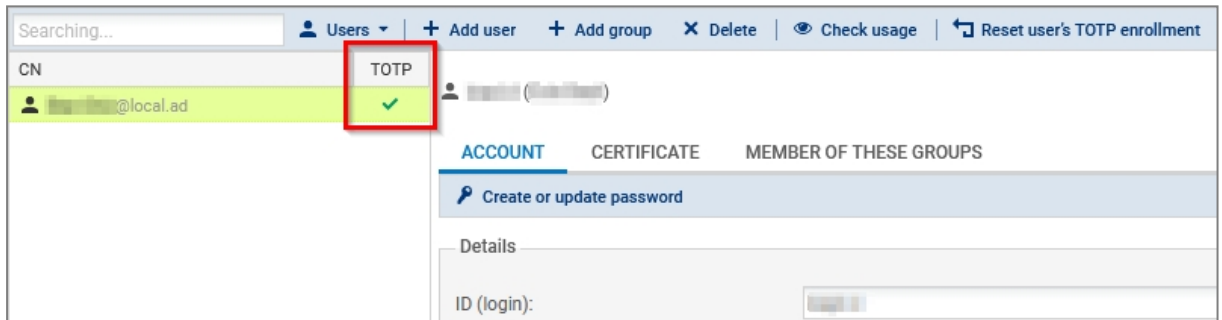 Searching... Users Add user Add group Delete Check usage Reset user's TOTP enrollment
CN TOTP
@local.ad
( )
ACCOUNT CERTIFICATE MEMBER OF THESE GROUPS
Create or update password
Details
ID (login):